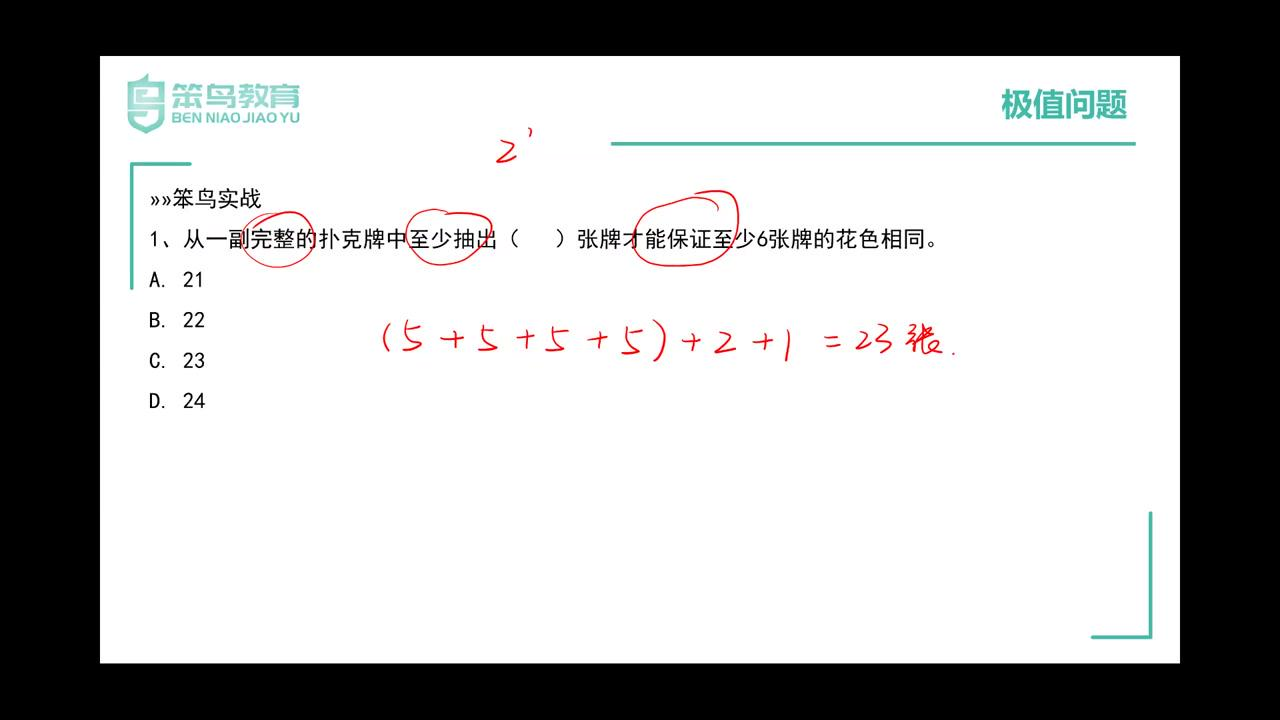 笨鸟教育
BEN NIAO JIAO YU
极值问题
2'
»»笨鸟实战
1、从一副完整的扑克牌中至少抽出（ ）张牌才能保证至少6张牌的花色相同。
A. 21
B. 22
(5+5+5+5)+2+1=23张.
C. 23
D. 24